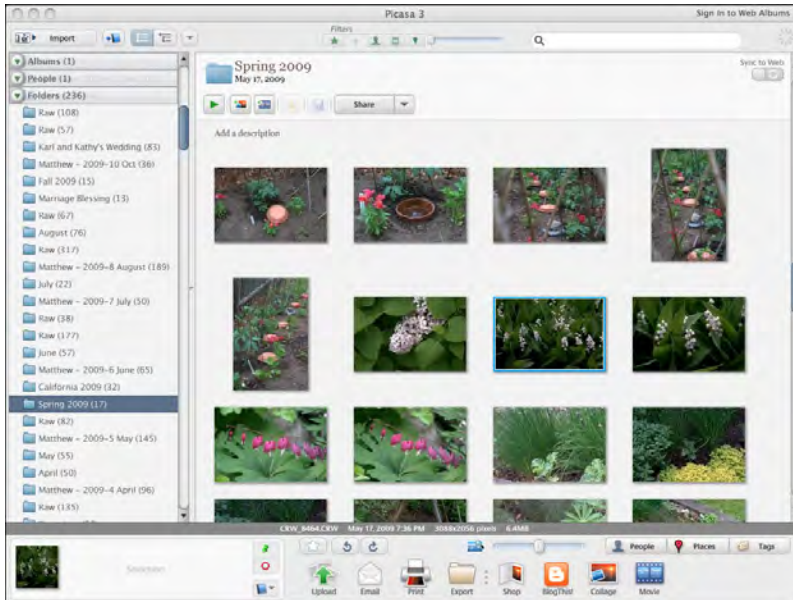 Picasa 3
Sign In to Web Albums
Import
Filters
Albums (1)
People (1)
Folders (236)
Raw (108)
Raw (57)
Karl and Kathy's Wedding (83)
Matthew – 2009–10 Oct (36)
Fall 2009 (15)
Marriage Blessing (13)
Raw (67)
August (76)
Raw (317)
Matthew – 2009–8 August (189)
July (22)
Matthew – 2009–7 July (50)
Raw (38)
Raw (177)
June (57)
Matthew – 2009–6 June (65)
California 2009 (32)
Spring 2009 (17)
Raw (82)
Matthew – 2009–5 May (145)
May (55)
April (50)
Matthew – 2009–4 April (96)
Raw (135)
Spring 2009
May 17, 2009
Sync to Web
Share
Add a description
CRW_8464.CRW May 17, 2009 7:36 PM 3088x2056 pixels 6.4MB
Selection
People
Places
Tags
Upload
Email
Print
Export
Shop
BlogThis!
Collage
Movie